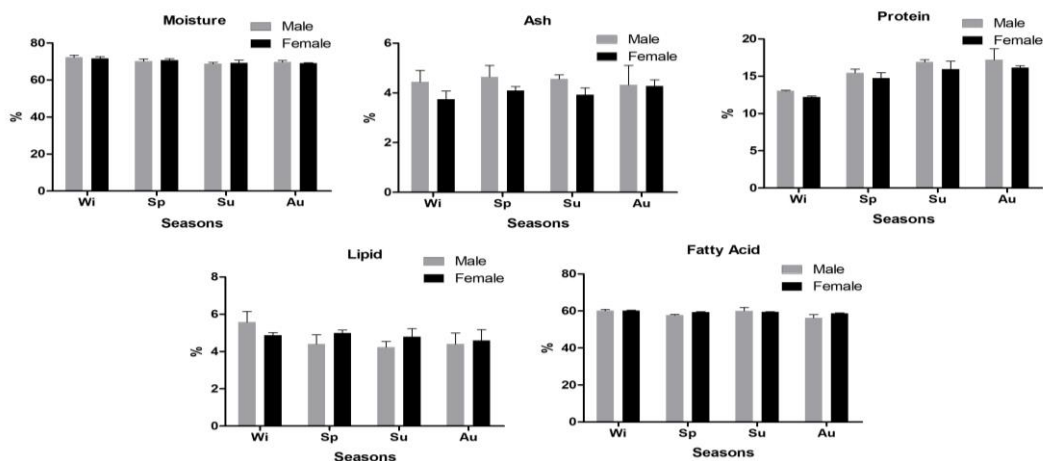 Moisture
Male
Female
80
60
40
20
0
%
Wi Sp Su Au
Seasons
Ash
Male
Female
6
4
2
0
%
Wi Sp Su Au
Seasons
Protein
Male
Female
20
15
10
5
0
%
Wi Sp Su Au
Seasons
Lipid
Male
Female
8
6
4
2
0
%
Wi Sp Su Au
Seasons
Fatty Acid
Male
Female
80
60
40
20
0
%
Wi Sp Su Au
Seasons